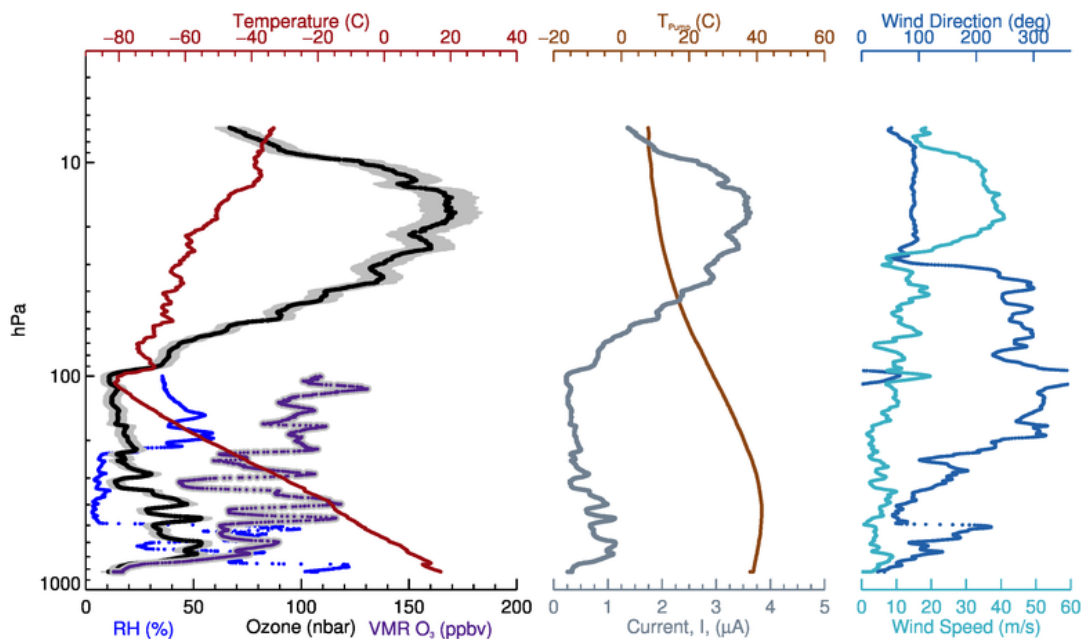 Temperature (C)
−80 −60 −40 −20 0 20 40
T Pump (C)
−20 0 20 40 60
Wind Direction (deg)
0 100 200 300
hPa
10
100
1000
0 50 100 150 200
RH (%) Ozone (nbar) VMR O₃ (ppbv)
0 1 2 3 4 5
Current, I, (μA)
0 10 20 30 40 50 60
Wind Speed (m/s)